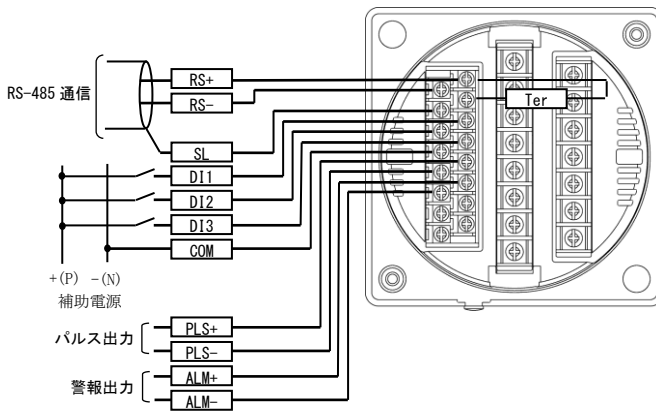 RS-485 通信
RS+
RS-
SL
DI1
DI2
DI3
COM
+(P) -(N)
補助電源
パルス出力
PLS+
PLS-
警報出力
ALM+
ALM-
Ter